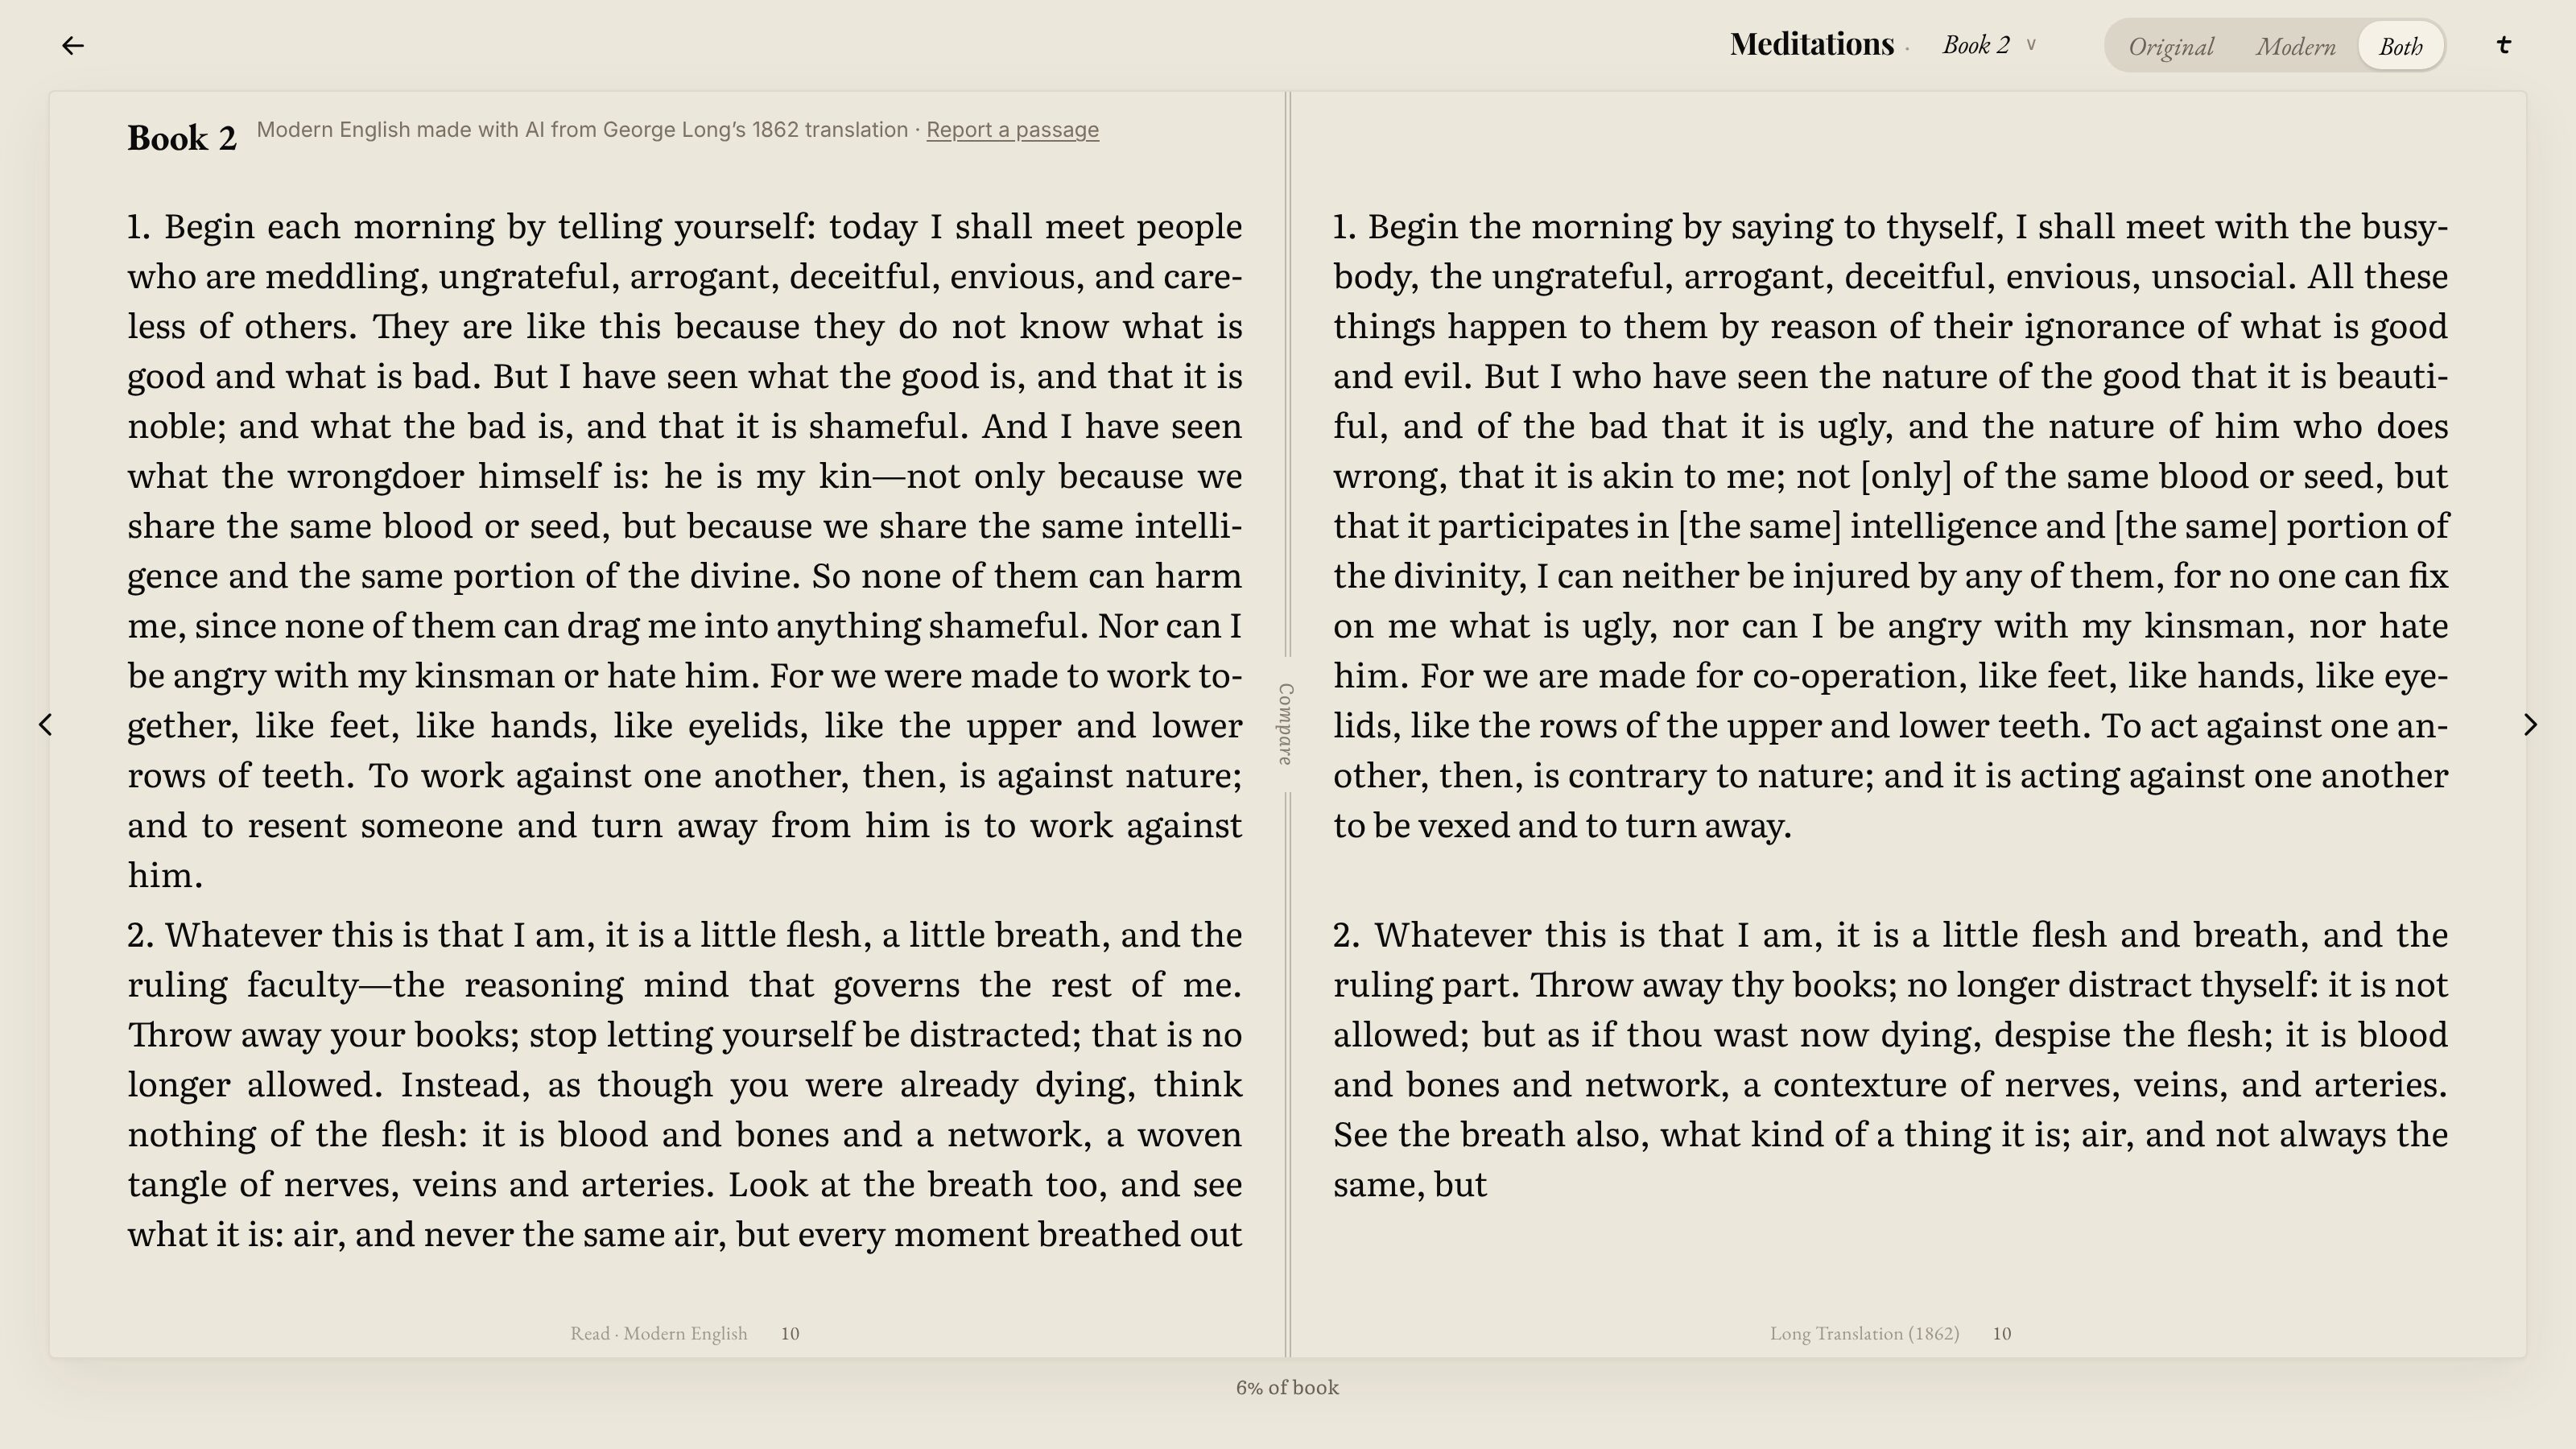 ←
Meditations · Book 2 ∨ Original Modern Both t
Book 2 Modern English made with AI from George Long’s 1862 translation · Report a passage
1. Begin each morning by telling yourself: today I shall meet people
who are meddling, ungrateful, arrogant, deceitful, envious, and care-
less of others. They are like this because they do not know what is
good and what is bad. But I have seen what the good is, and that it is
noble; and what the bad is, and that it is shameful. And I have seen
what the wrongdoer himself is: he is my kin—not only because we
share the same blood or seed, but because we share the same intelli-
gence and the same portion of the divine. So none of them can harm
me, since none of them can drag me into anything shameful. Nor can I
be angry with my kinsman or hate him. For we were made to work to-
gether, like feet, like hands, like eyelids, like the upper and lower
rows of teeth. To work against one another, then, is against nature;
and to resent someone and turn away from him is to work against
him.
2. Whatever this is that I am, it is a little flesh, a little breath, and the
ruling faculty—the reasoning mind that governs the rest of me.
Throw away your books; stop letting yourself be distracted; that is no
longer allowed. Instead, as though you were already dying, think
nothing of the flesh: it is blood and bones and a network, a woven
tangle of nerves, veins and arteries. Look at the breath too, and see
what it is: air, and never the same air, but every moment breathed out
Read · Modern English 10
Compare
1. Begin the morning by saying to thyself, I shall meet with the busy-
body, the ungrateful, arrogant, deceitful, envious, unsocial. All these
things happen to them by reason of their ignorance of what is good
and evil. But I who have seen the nature of the good that it is beauti-
ful, and of the bad that it is ugly, and the nature of him who does
wrong, that it is akin to me; not [only] of the same blood or seed, but
that it participates in [the same] intelligence and [the same] portion of
the divinity, I can neither be injured by any of them, for no one can fix
on me what is ugly, nor can I be angry with my kinsman, nor hate
him. For we are made for co-operation, like feet, like hands, like eye-
lids, like the rows of the upper and lower teeth. To act against one an-
other, then, is contrary to nature; and it is acting against one another
to be vexed and to turn away.
2. Whatever this is that I am, it is a little flesh and breath, and the
ruling part. Throw away thy books; no longer distract thyself: it is not
allowed; but as if thou wast now dying, despise the flesh; it is blood
and bones and network, a contexture of nerves, veins, and arteries.
See the breath also, what kind of a thing it is; air, and not always the
same, but
Long Translation (1862) 10
6% of book